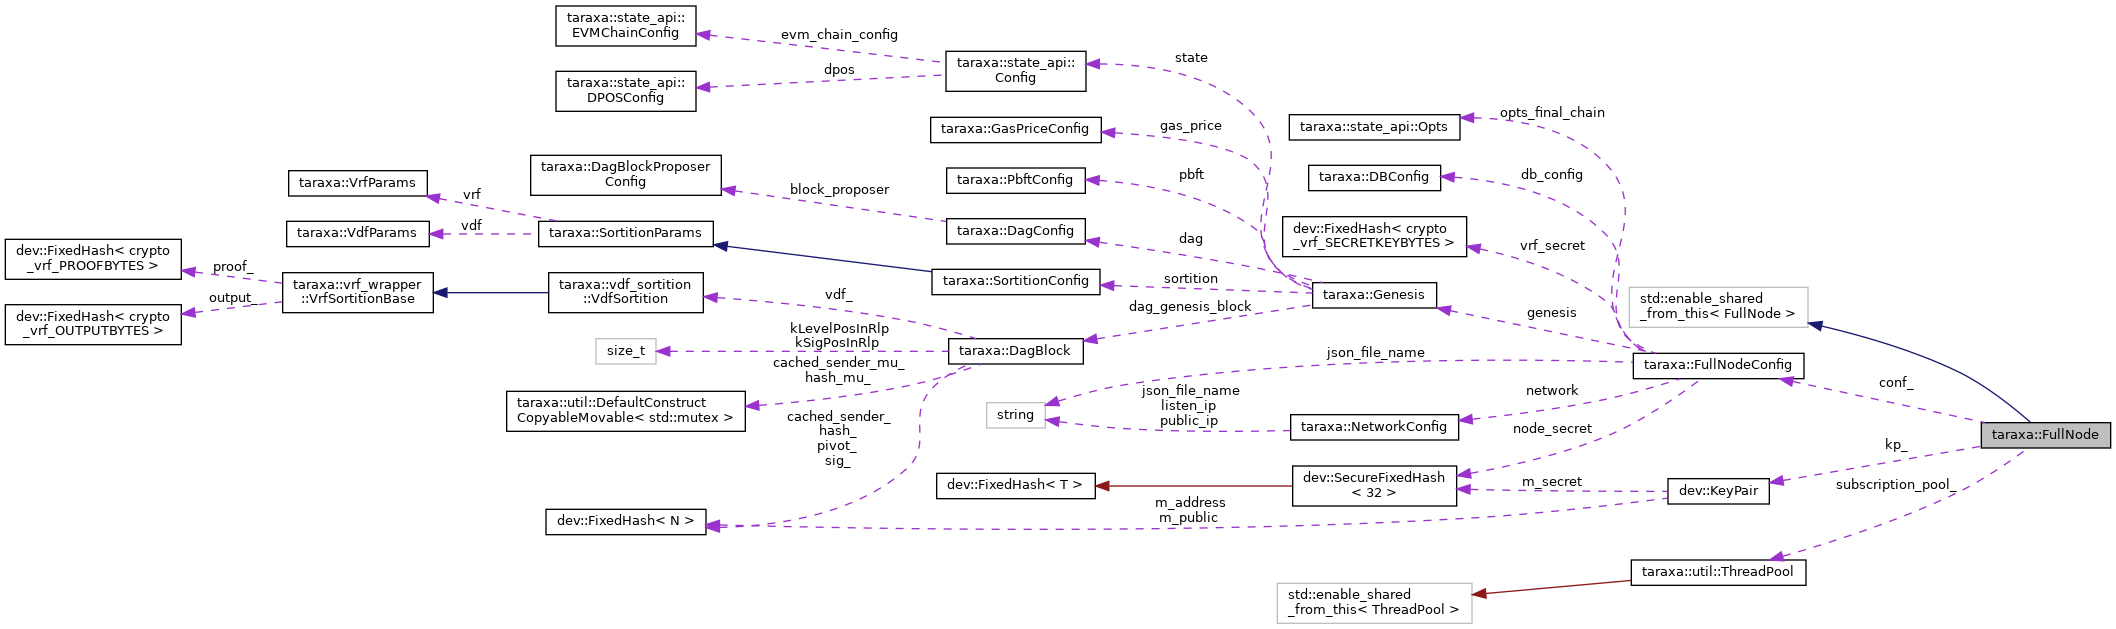 taraxa::state_api::
EVMChainConfig
evm_chain_config
taraxa::state_api::
DPOSConfig
dpos
taraxa::state_api::
Config
state
taraxa::GasPriceConfig
gas_price
taraxa::state_api::Opts
opts_final_chain
taraxa::DagBlockProposer
Config
block_proposer
taraxa::PbftConfig
pbft
taraxa::DBConfig
db_config
taraxa::VrfParams
vrf
taraxa::VdfParams
vdf
taraxa::SortitionParams
taraxa::DagConfig
dag
dev::FixedHash< crypto
_vrf_SECRETKEYBYTES >
vrf_secret
dev::FixedHash< crypto
_vrf_PROOFBYTES >
proof_
dev::FixedHash< crypto
_vrf_OUTPUTBYTES >
output_
taraxa::vrf_wrapper
::VrfSortitionBase
taraxa::vdf_sortition
::VdfSortition
vdf_
taraxa::SortitionConfig
sortition
dag_genesis_block
taraxa::Genesis
genesis
std::enable_shared
_from_this< FullNode >
size_t
kLevelPosInRlp
kSigPosInRlp
taraxa::DagBlock
json_file_name
taraxa::FullNodeConfig
conf_
cached_sender_mu_
hash_mu_
taraxa::util::DefaultConstruct
CopyableMovable< std::mutex >
string
json_file_name
listen_ip
public_ip
network
taraxa::NetworkConfig
node_secret
taraxa::FullNode
cached_sender_
hash_
pivot_
sig_
kp_
dev::FixedHash< T >
dev::SecureFixedHash
< 32 >
m_secret
dev::KeyPair
subscription_pool_
m_address
m_public
dev::FixedHash< N >
taraxa::util::ThreadPool
std::enable_shared
_from_this< ThreadPool >